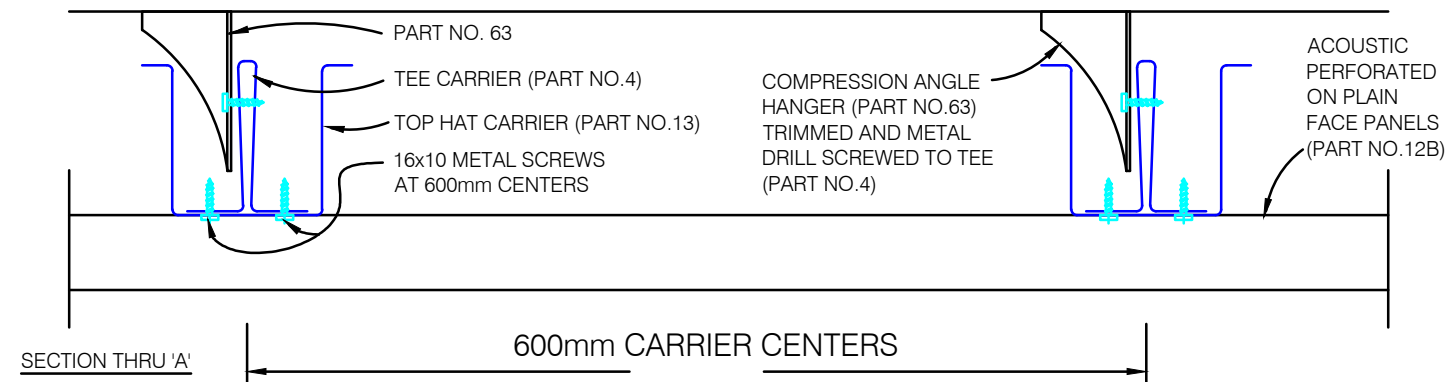 PART NO. 63
TEE CARRIER (PART NO.4)
TOP HAT CARRIER (PART NO.13)
16x10 METAL SCREWS
AT 600mm CENTERS
COMPRESSION ANGLE
HANGER (PART NO.63)
TRIMMED AND METAL
DRILL SCREWED TO TEE
(PART NO.4)
ACOUSTIC
PERFORATED
ON PLAIN
FACE PANELS
(PART NO.12B)
600mm CARRIER CENTERS
SECTION THRU 'A'